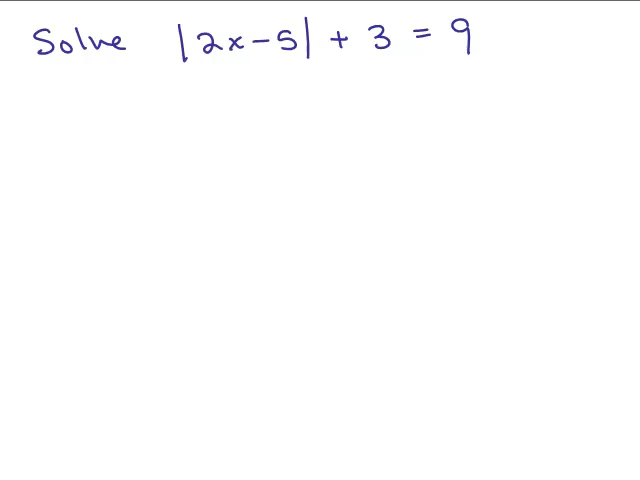 Solve |2x-5| + 3 = 9